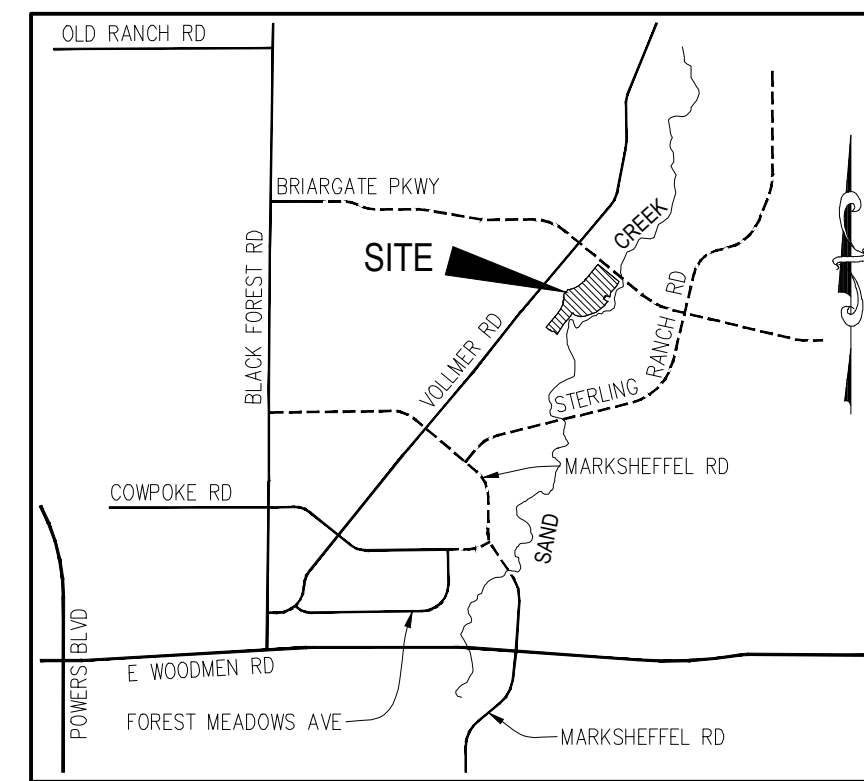 OLD RANCH RD
BRIARGATE PKWY
CREEK
SITE
BLACK FOREST RD
VOLLMER RD
STERLING RANCH RD
MARKSHEFFEL RD
COWPOKE RD
SAND
POWERS BLVD
E WOODMEN RD
FOREST MEADOWS AVE
MARKSHEFFEL RD